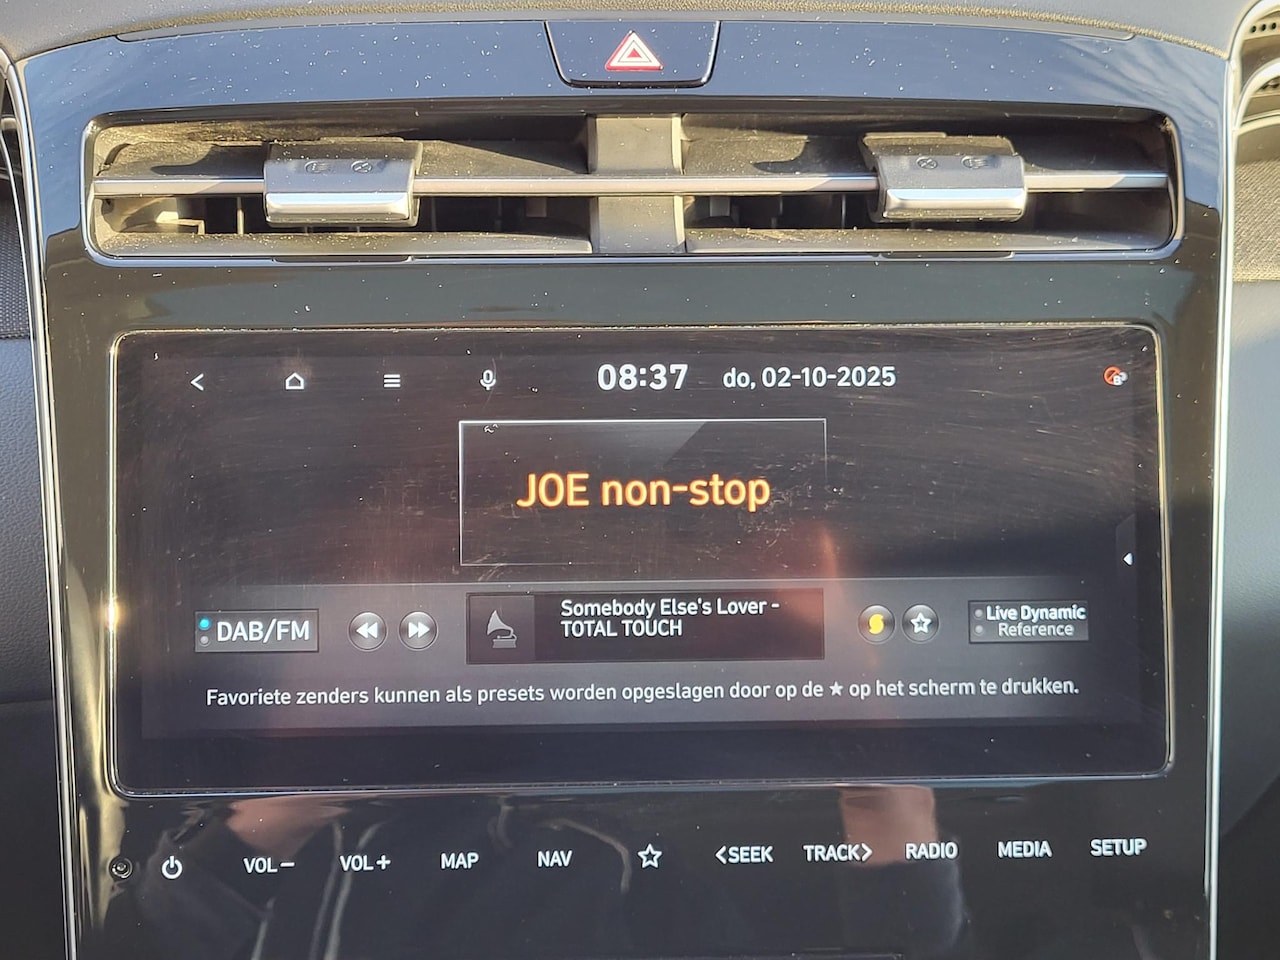 08:37 do, 02-10-2025
JOE non-stop
DAB/FM
Somebody Else's Lover -
TOTAL TOUCH
Live Dynamic
Reference
Favoriete zenders kunnen als presets worden opgeslagen door op de ★ op het scherm te drukken.
VOL− VOL+ MAP NAV <SEEK TRACK> RADIO MEDIA SETUP